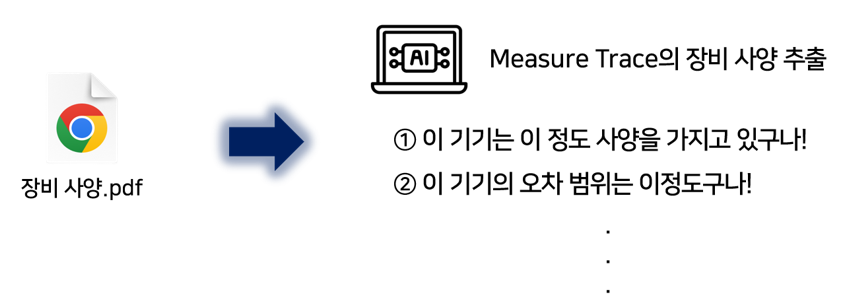 AI
Measure Trace의 장비 사양 추출
장비 사양.pdf
① 이 기기는 이 정도 사양을 가지고 있구나!
② 이 기기의 오차 범위는 이정도구나!
.
.
.